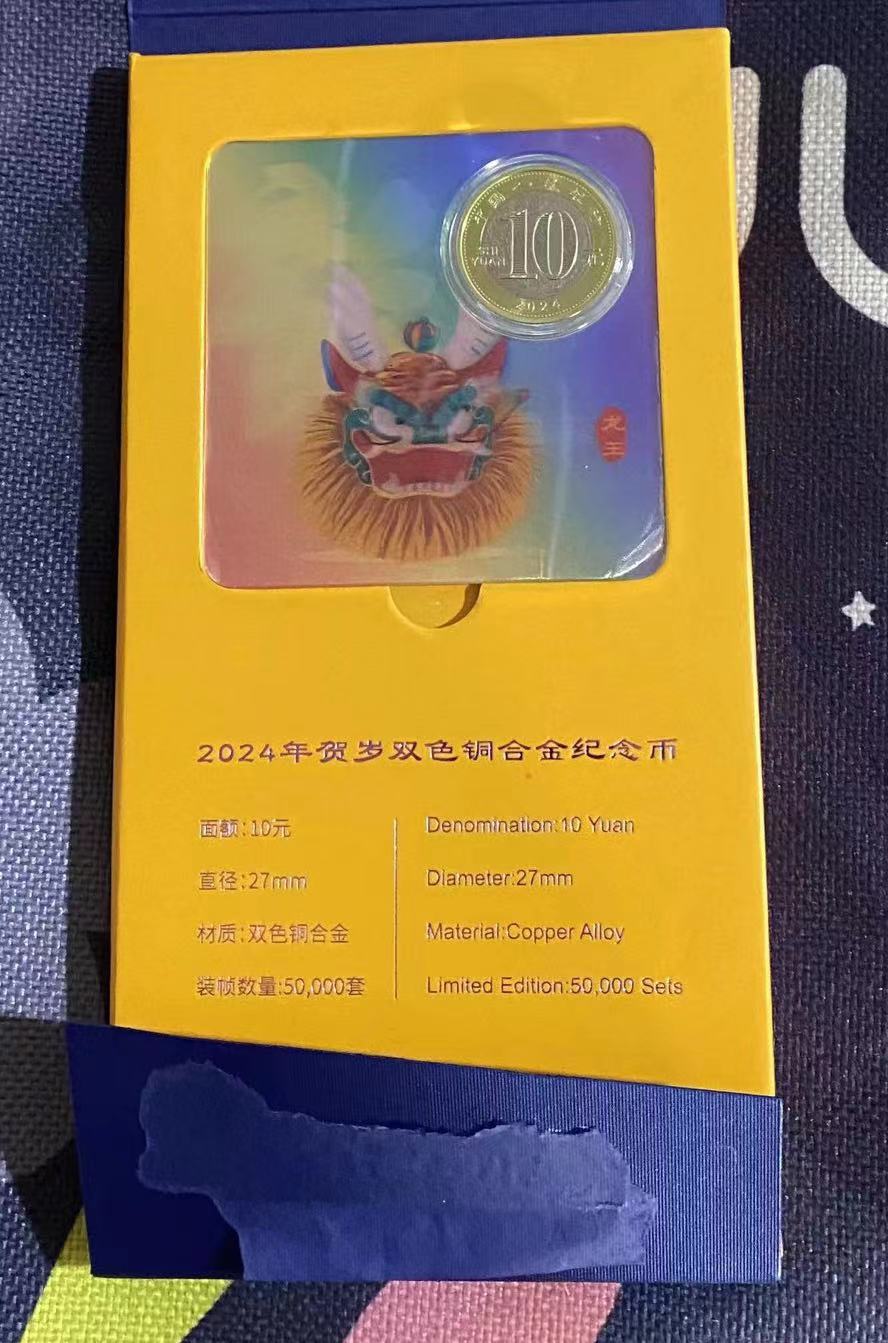 10
YUAN
2024
龙
王
2024年贺岁双色铜合金纪念币
面额:10元
直径:27mm
材质:双色铜合金
装帧数量:50,000套
Denomination:10 Yuan
Diameter:27mm
Material:Copper Alloy
Limited Edition:50,000 Sets